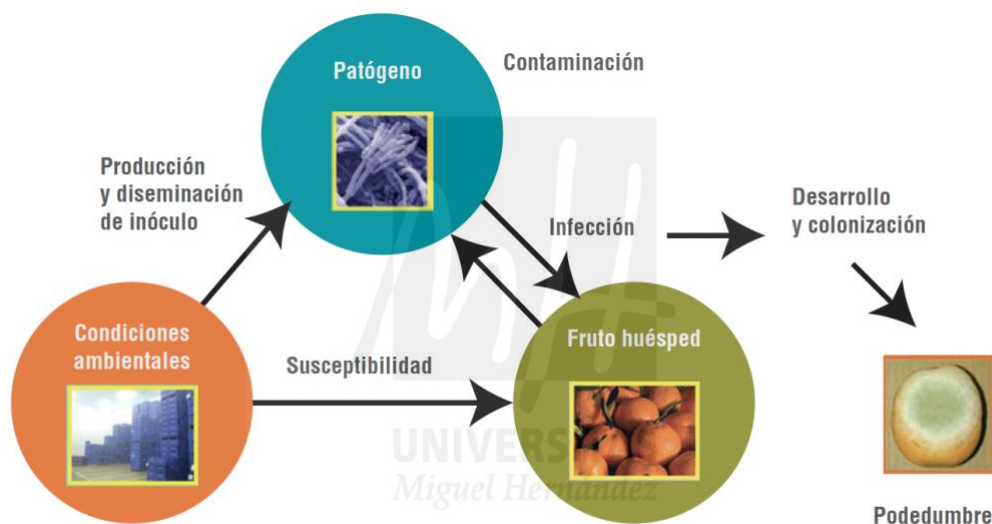 Patógeno
Contaminación
Producción
y diseminación
de inóculo
Infección
Desarrollo
y colonización
Condiciones
ambientales
Susceptibilidad
Fruto huésped
UNIVERS
Miguel Hernández
Podedumbre